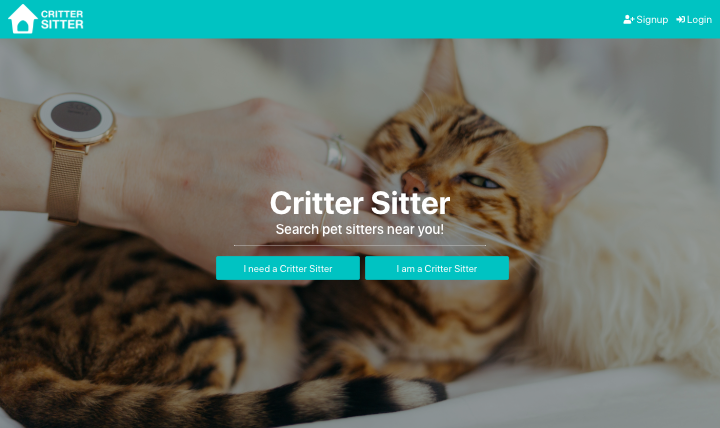 CRITTER
SITTER
Signup
Login
Critter Sitter
Search pet sitters near you!
I need a Critter Sitter
I am a Critter Sitter